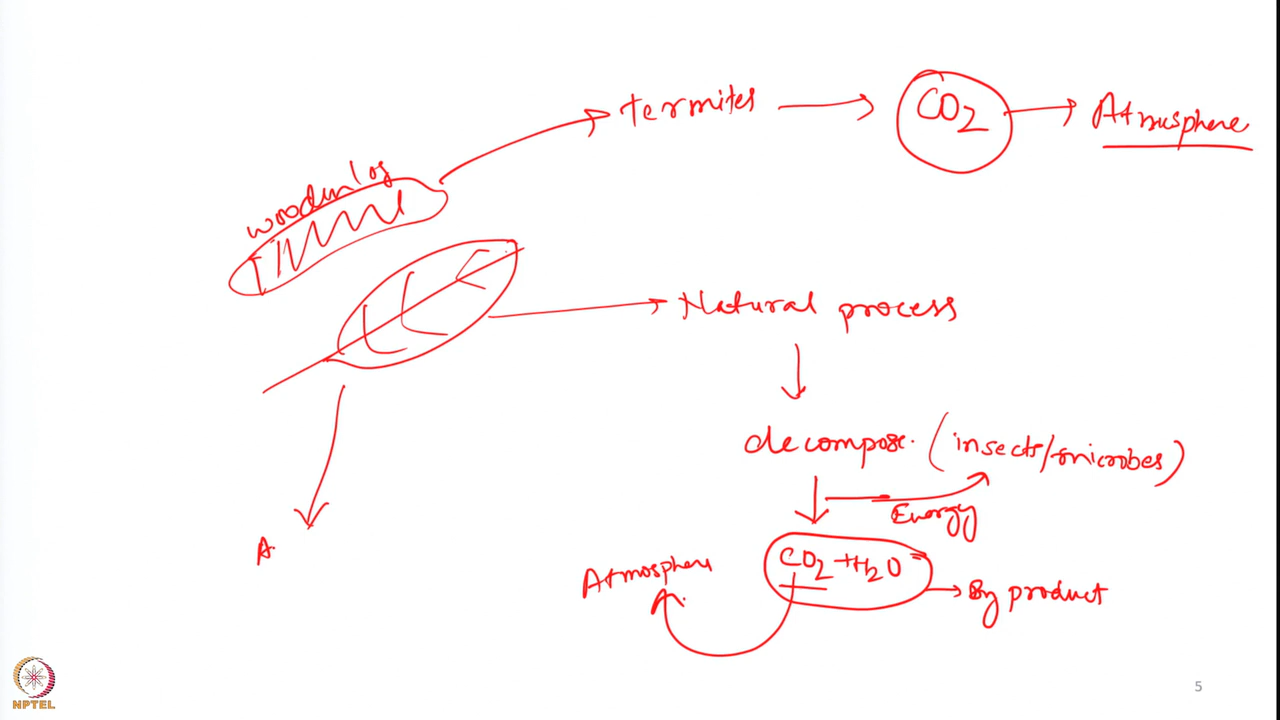 termites
CO2
Atmosphere
wooden log
Natural process
decompose. (insects/microbes)
Energy
CO2 + H2O
Atmosphere
By product
A.
NPTEL
5